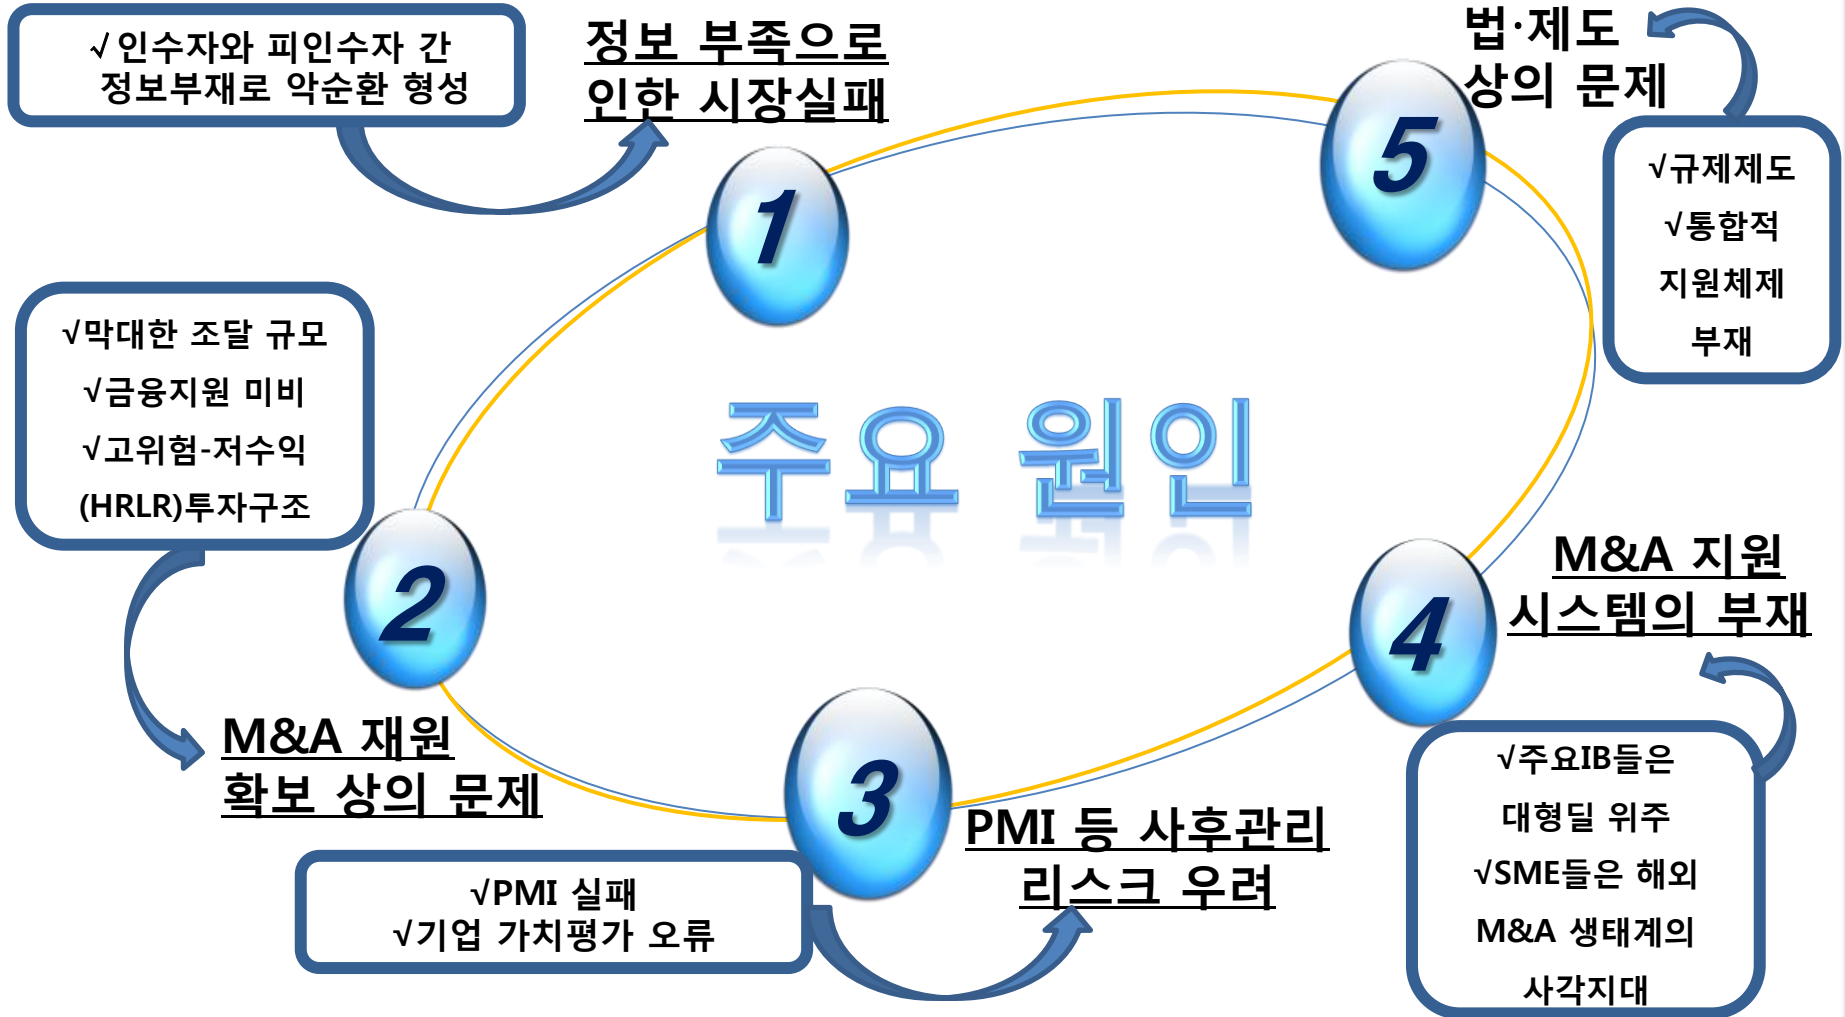 √인수자와 피인수자 간
정보부재로 악순환 형성
정보 부족으로
인한 시장실패
1
√막대한 조달 규모
√금융지원 미비
√고위험-저수익
(HRLR)투자구조
2
M&A 재원
확보 상의 문제
주요 원인
3
PMI 등 사후관리
리스크 우려
√PMI 실패
√기업 가치평가 오류
4
M&A 지원
시스템의 부재
√주요IB들은
대형딜 위주
√SME들은 해외
M&A 생태계의
사각지대
5
법·제도
상의 문제
√규제제도
√통합적
지원체제
부재